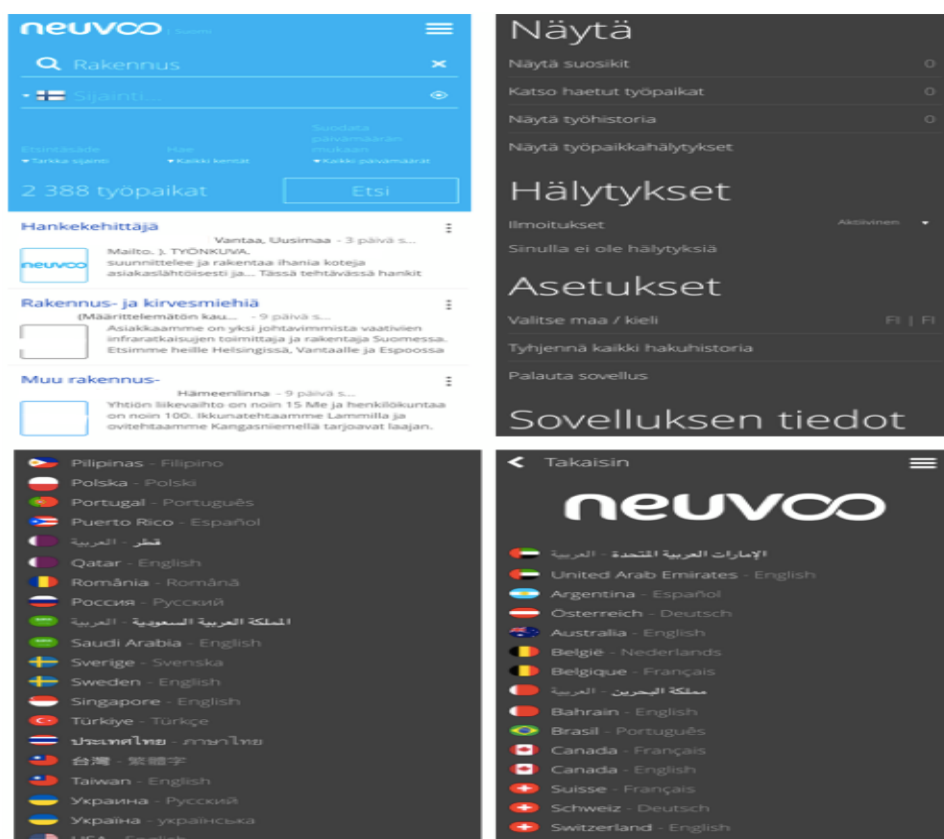 neuvoo | Suomi
Rakennus
Sijainti...
Etsintäsäde
Tarkka sijainti
Hae
Kaikki kentät
Suodata
päivämäärän
mukaan
Kaikki päivämäärät
2 388 työpaikat
Etsi
Hankekehittäjä
Vantaa, Uusimaa - 3 päivä s...
Mailto. ). TYÖNKUVA.
neuvoo
suunnittelee ja rakentaa ihania koteja
asiakaslähtöisesti ja... Tässä tehtävässä hankit
Rakennus- ja kirvesmiehiä
(Määrittelemätön kau... - 9 päivä s...
Asiakkaamme on yksi johtavimmista vaativien
infraratkaisujen toimittaja ja rakentaja Suomessa.
Etsimme heille Helsingissä, Vantaalle ja Espoossa
Muu rakennus-
Hämeenlinna - 9 päivä s...
Yhtiön liikevaihto on noin 15 Me ja henkilökuntaa
on noin 100. Ikkunatehtaamme Lammilla ja
ovitehtaamme Kangasniemellä tarjoavat laajan.
Näytä
Näytä suosikit 0
Katso haetut työpaikat 0
Näytä työhistoria 0
Näytä työpaikkahälytykset
Hälytykset
Ilmoitukset Aktiivinen
Sinulla ei ole hälytyksiä
Asetukset
Valitse maa / kieli FI | FI
Tyhjennä kaikki hakuhistoria
Palauta sovellus
Sovelluksen tiedot
Pilipinas - Filipino
Polska - Polski
Portugal - Português
Puerto Rico - Español
قطر - العربية
Qatar - English
România - Română
Россия - Русский
المملكة العربية السعودية - العربية
Saudi Arabia - English
Sverige - Svenska
Sweden - English
Singapore - English
Türkiye - Türkçe
ประเทศไทย - ภาษาไทย
台灣 - 繁體字
Taiwan - English
Украина - Русский
Україна - українська
USA - English
Takaisin
neuvoo
الإمارات العربية المتحدة - العربية
United Arab Emirates - English
Argentina - Español
Österreich - Deutsch
Australia - English
België - Nederlands
Belgique - Français
مملكة البحرين - العربية
Bahrain - English
Brasil - Português
Canada - Français
Canada - English
Suisse - Français
Schweiz - Deutsch
Switzerland - English